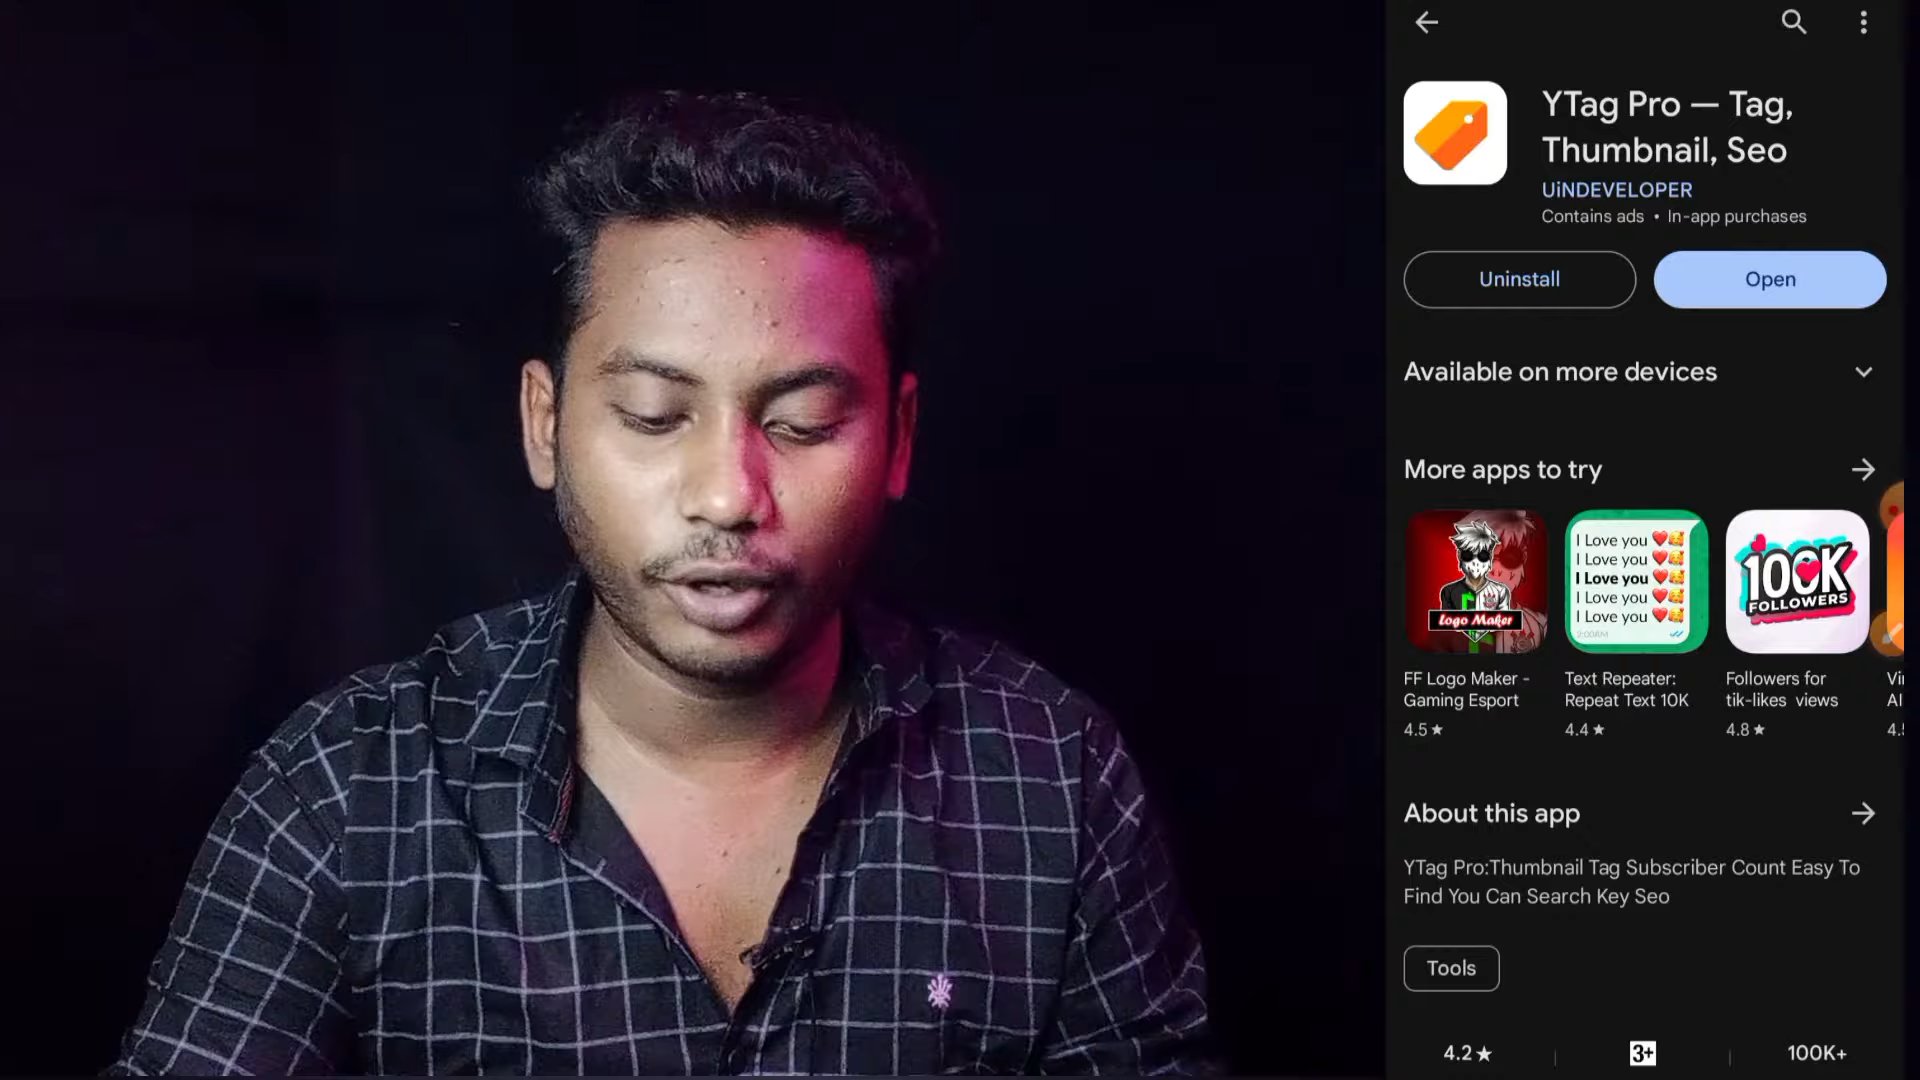 YTag Pro — Tag,
Thumbnail, Seo
UiNDEVELOPER
Contains ads • In-app purchases
Uninstall
Open
Available on more devices
More apps to try
Logo Maker
I Love you ❤️🥰
I Love you ❤️🥰
I Love you ❤️🥰
I Love you ❤️🥰
I Love you ❤️🥰
100K
FOLLOWERS
FF Logo Maker -
Gaming Esport
4.5★
Text Repeater:
Repeat Text 10K
4.4★
Followers for
tik-likes views
4.8★
About this app
YTag Pro:Thumbnail Tag Subscriber Count Easy To
Find You Can Search Key Seo
Tools
4.2★
3+
100K+